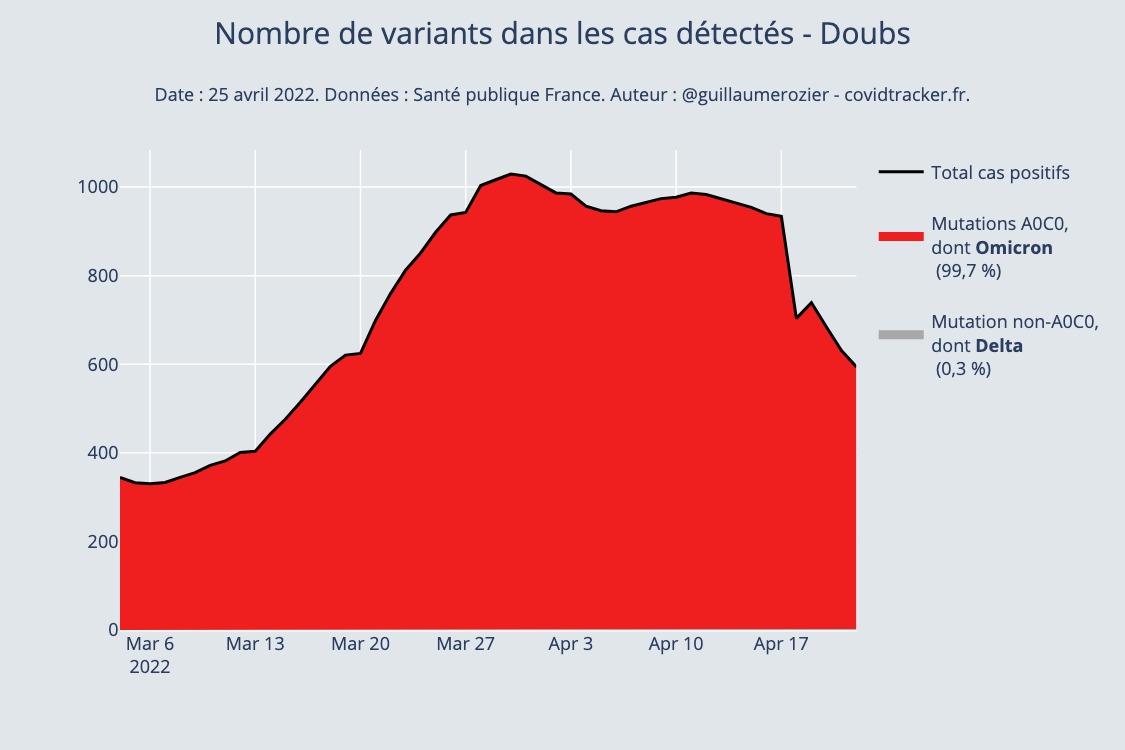 Nombre de variants dans les cas détectés - Doubs
Date : 25 avril 2022. Données : Santé publique France. Auteur : @guillaumerozier - covidtracker.fr.
1000
800
600
400
200
0
Mar 6
2022
Mar 13
Mar 20
Mar 27
Apr 3
Apr 10
Apr 17
Total cas positifs
Mutations A0C0,
dont Omicron
(99,7 %)
Mutation non-A0C0,
dont Delta
(0,3 %)